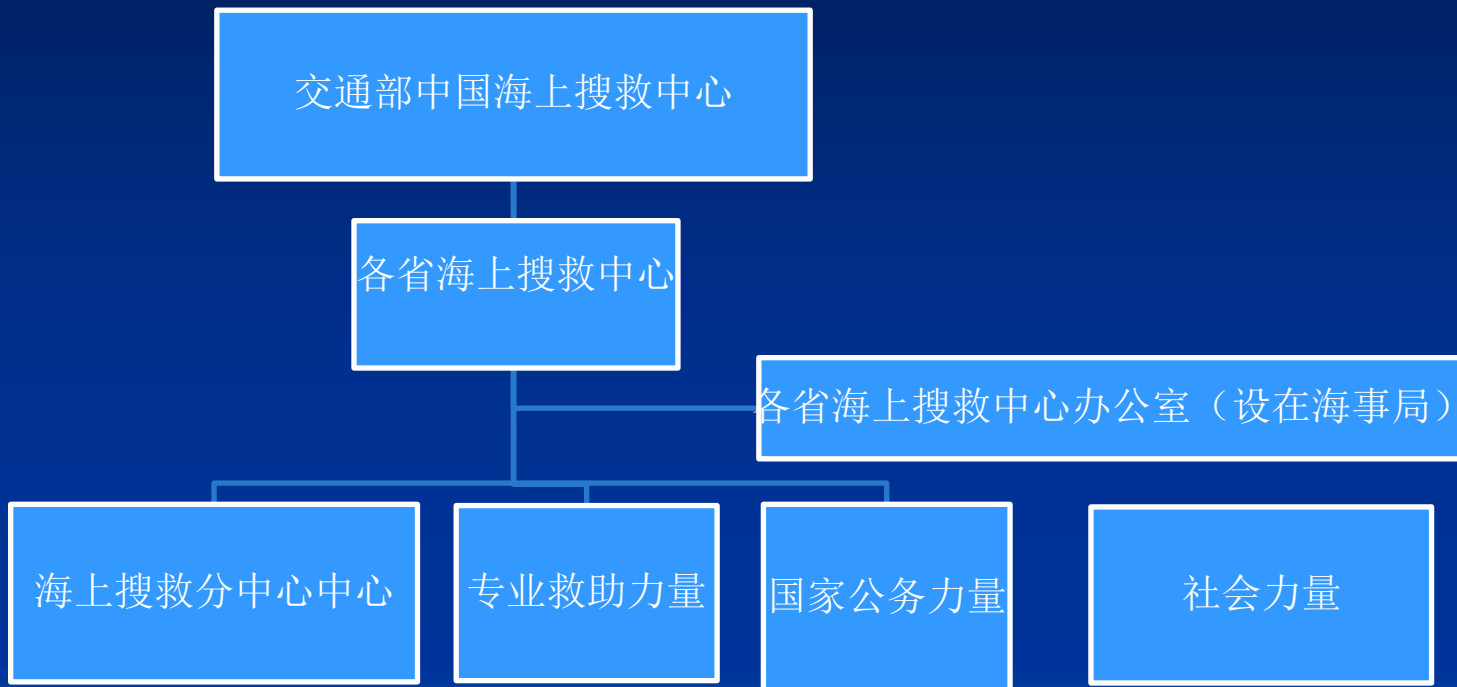 交通部中国海上搜救中心
各省海上搜救中心
各省海上搜救中心办公室（设在海事局）
海上搜救分中心中心
专业救助力量
国家公务力量
社会力量